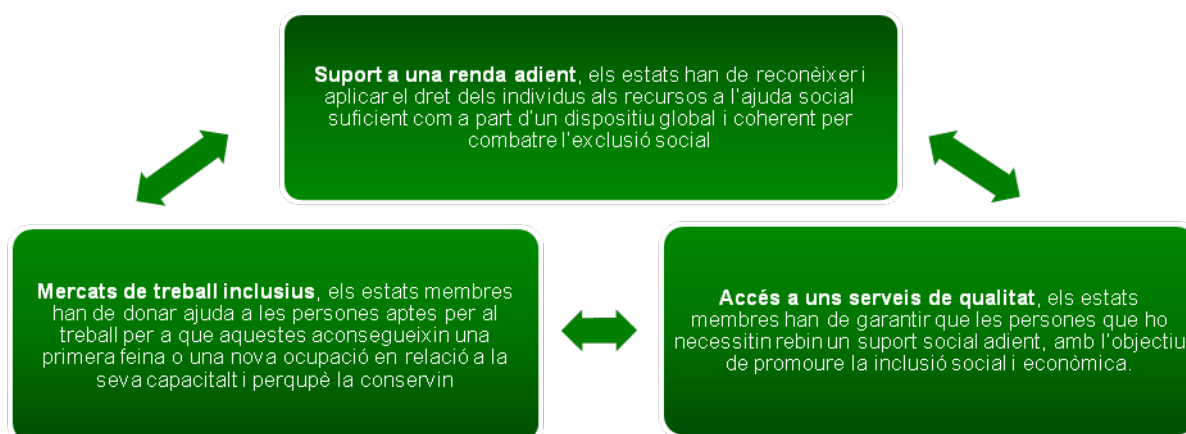 Suport a una renda adient, els estats han de reconèixer i
aplicar el dret dels individus als recursos a l'ajuda social
suficient com a part d'un dispositiu global i coherent per
combatre l'exclusió social
Mercats de treball inclusius, els estats membres
han de donar ajuda a les persones aptes per al
treball per a que aquestes aconsegueixin una
primera feina o una nova ocupació en relació a la
seva capacitalt i perqupè la conservin
Accés a uns serveis de qualitat, els estats
membres han de garantir que les persones que ho
necessitin rebin un suport social adient, amb l'objectiu
de promoure la inclusió social i econòmica.